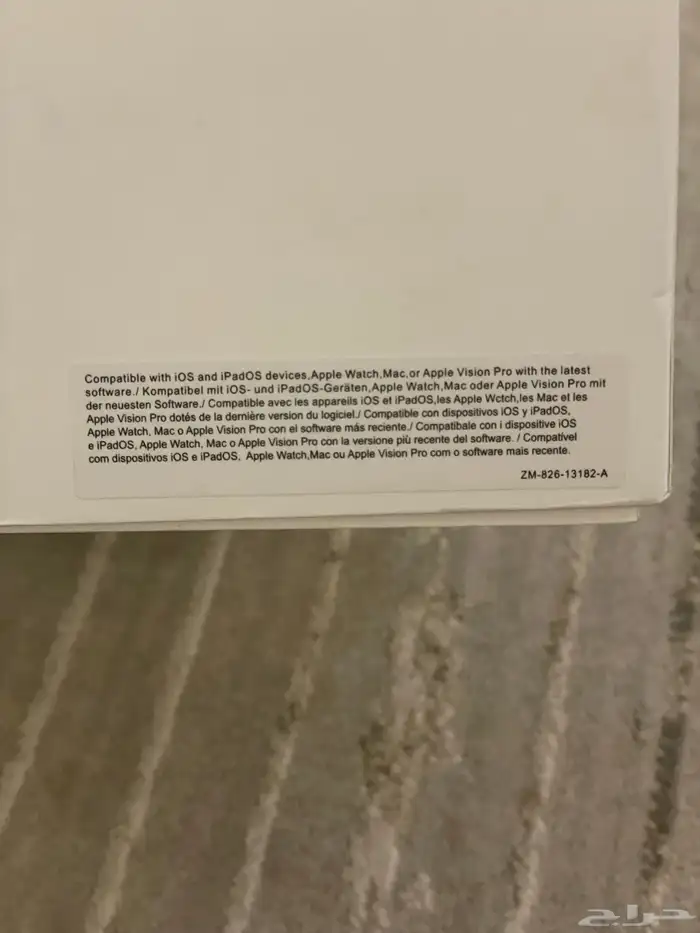 Compatible with iOS and iPadOS devices,Apple Watch,Mac,or Apple Vision Pro with the latest
software./ Kompatibel mit iOS- und iPadOS-Geräten,Apple Watch,Mac oder Apple Vision Pro mit
der neuesten Software./ Compatible avec les appareils iOS et iPadOS,les Apple Wctch,les Mac et les
Apple Vision Pro dotés de la dernière version du logiciel./ Compatible con dispositivos iOS y iPadOS,
Apple Watch, Mac o Apple Vision Pro con el software más reciente./ Compatibale con i dispositive iOS
e iPadOS, Apple Watch, Mac o Apple Vision Pro con la versione più recente del software. / Compatível
com dispositivos iOS e iPadOS, Apple Watch,Mac ou Apple Vision Pro com o software mais recente.
ZM-826-13182-A
حراج